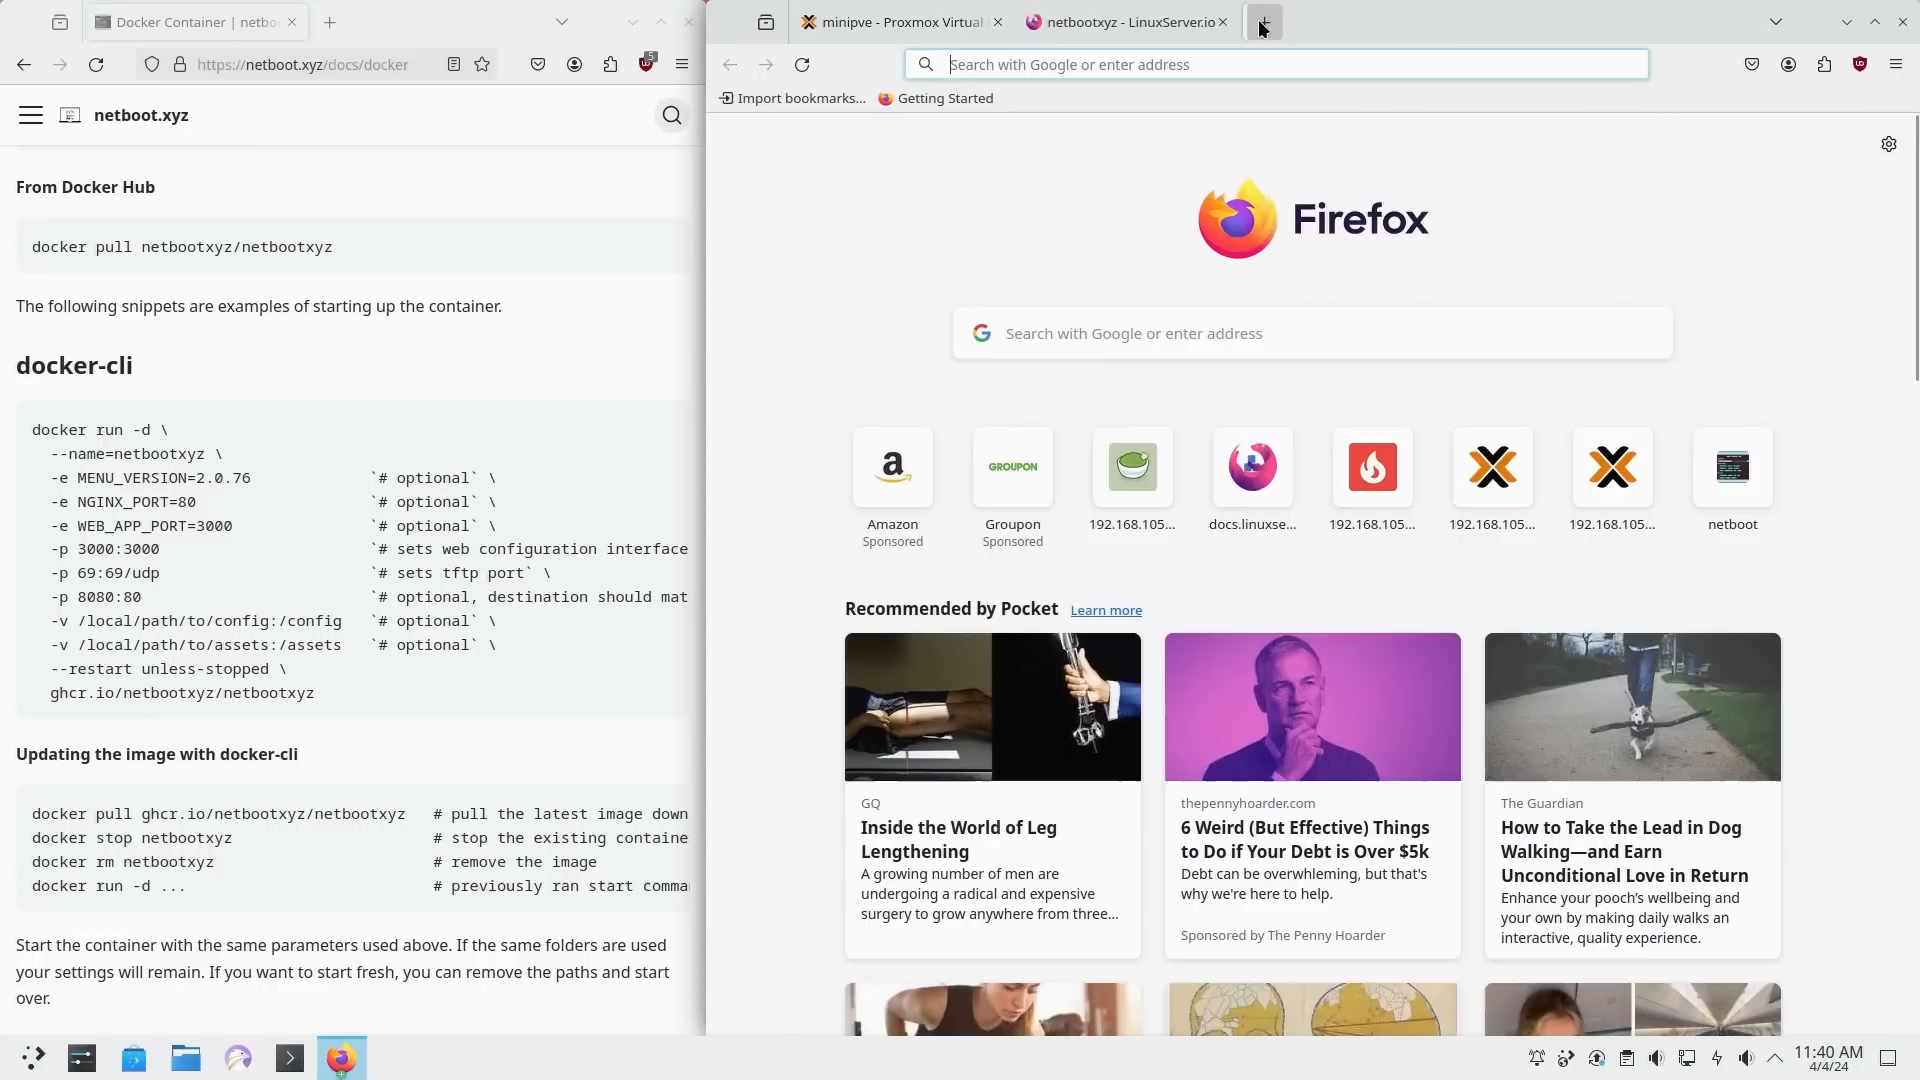 Docker Container | netbo
https://netboot.xyz/docs/docker
5
netboot.xyz
From Docker Hub
docker pull netbootxyz/netbootxyz
The following snippets are examples of starting up the container.
docker-cli
docker run -d \
--name=netbootxyz \
-e MENU_VERSION=2.0.76 `# optional` \
-e NGINX_PORT=80 `# optional` \
-e WEB_APP_PORT=3000 `# optional` \
-p 3000:3000 `# sets web configuration interface
-p 69:69/udp `# sets tftp port` \
-p 8080:80 `# optional, destination should mat
-v /local/path/to/config:/config `# optional` \
-v /local/path/to/assets:/assets `# optional` \
--restart unless-stopped \
ghcr.io/netbootxyz/netbootxyz
Updating the image with docker-cli
docker pull ghcr.io/netbootxyz/netbootxyz # pull the latest image down
docker stop netbootxyz # stop the existing containe
docker rm netbootxyz # remove the image
docker run -d ... # previously ran start comma
Start the container with the same parameters used above. If the same folders are used
your settings will remain. If you want to start fresh, you can remove the paths and start
over.
minipve - Proxmox Virtual
netbootxyz - LinuxServer.io
Search with Google or enter address
Import bookmarks...
Getting Started
Firefox
Search with Google or enter address
a
GROUPON
Amazon
Sponsored
Groupon
Sponsored
192.168.105...
docs.linuxse...
192.168.105...
192.168.105...
192.168.105...
netboot
Recommended by Pocket Learn more
GQ
Inside the World of Leg
Lengthening
A growing number of men are
undergoing a radical and expensive
surgery to grow anywhere from three...
thepennyhoarder.com
6 Weird (But Effective) Things
to Do if Your Debt is Over $5k
Debt can be overwhleming, but that's
why we're here to help.
Sponsored by The Penny Hoarder
The Guardian
How to Take the Lead in Dog
Walking—and Earn
Unconditional Love in Return
Enhance your pooch's wellbeing and
your own by making daily walks an
interactive, quality experience.
11:40 AM
4/4/24